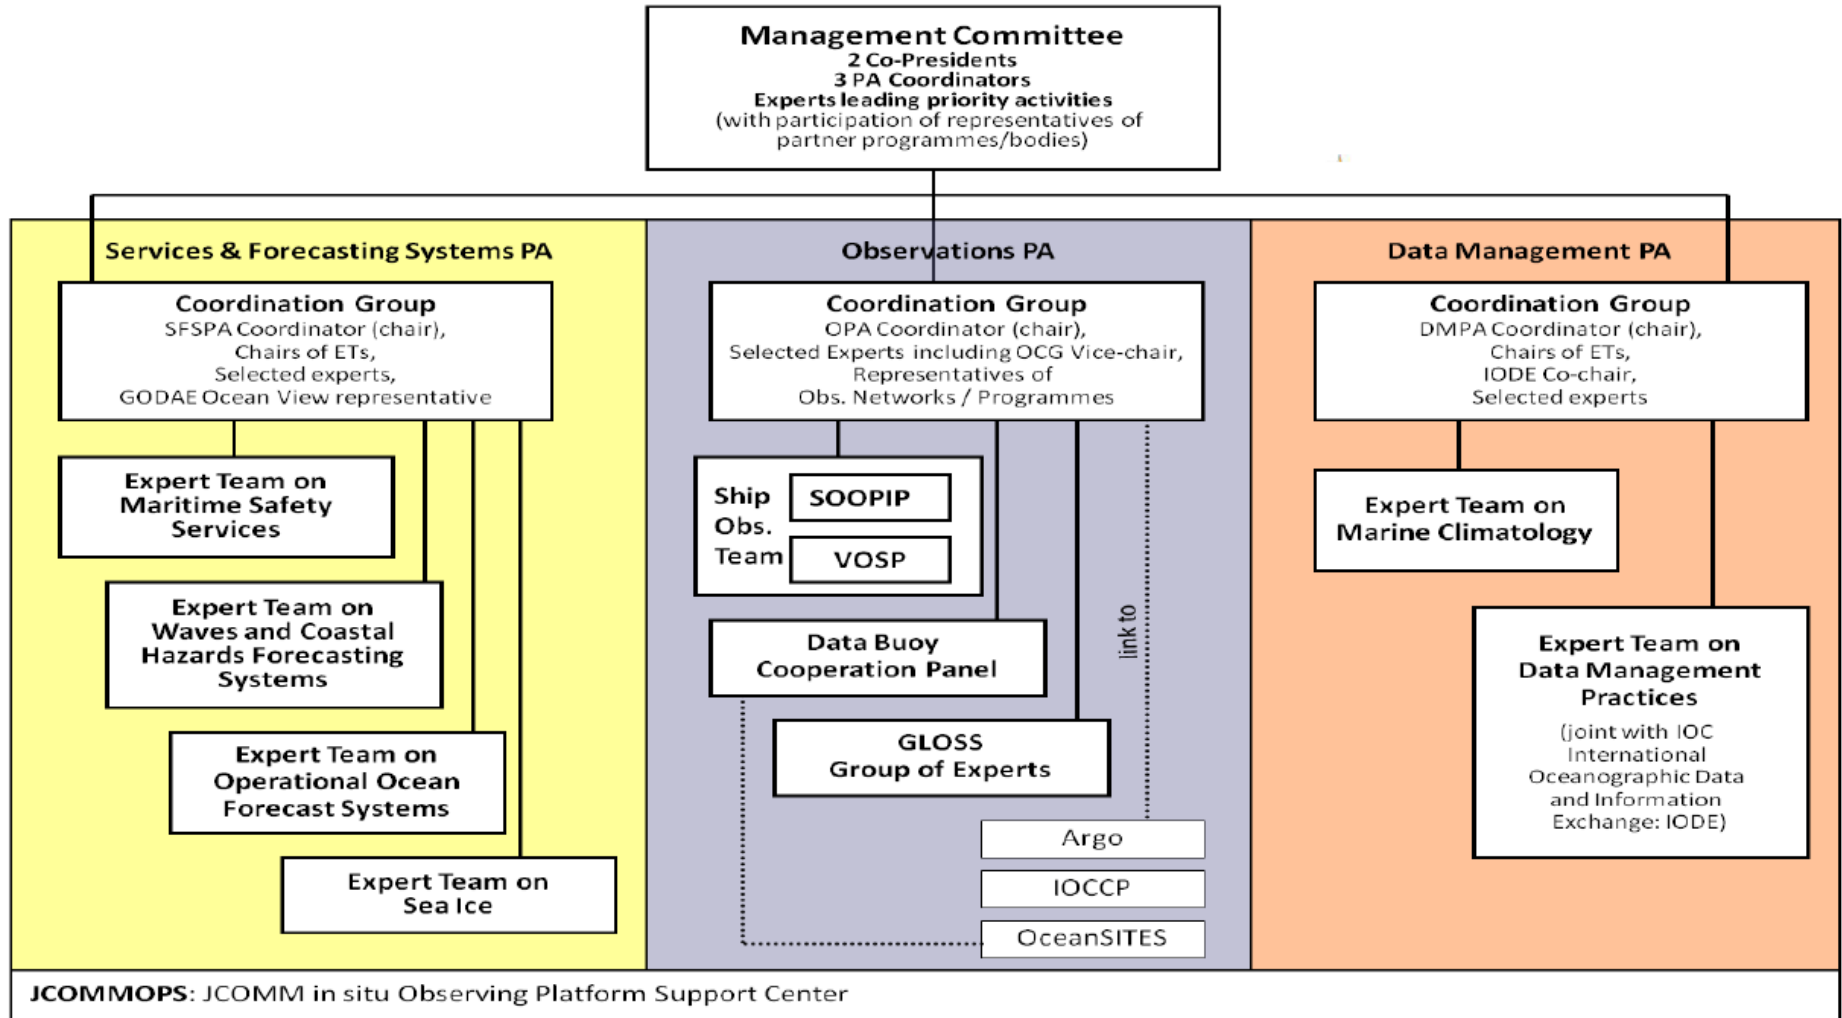 Management Committee
2 Co-Presidents
3 PA Coordinators
Experts leading priority activities
(with participation of representatives of
partner programmes/bodies)
Services & Forecasting Systems PA
Coordination Group
SFSPA Coordinator (chair),
Chairs of ETs,
Selected experts,
GODAE Ocean View representative
Expert Team on
Maritime Safety
Services
Expert Team on
Waves and Coastal
Hazards Forecasting
Systems
Expert Team on
Operational Ocean
Forecast Systems
Expert Team on
Sea Ice
Observations PA
Coordination Group
OPA Coordinator (chair),
Selected Experts including OCG Vice-chair,
Representatives of
Obs. Networks / Programmes
Ship
Obs.
Team
SOOPIP
VOSP
Data Buoy
Cooperation Panel
GLOSS
Group of Experts
link to
Argo
IOCCP
OceanSITES
Data Management PA
Coordination Group
DMPA Coordinator (chair),
Chairs of ETs,
IODE Co-chair,
Selected experts
Expert Team on
Marine Climatology
Expert Team on
Data Management
Practices
(joint with IOC
International
Oceanographic Data
and Information
Exchange: IODE)
JCOMMOPS: JCOMM in situ Observing Platform Support Center